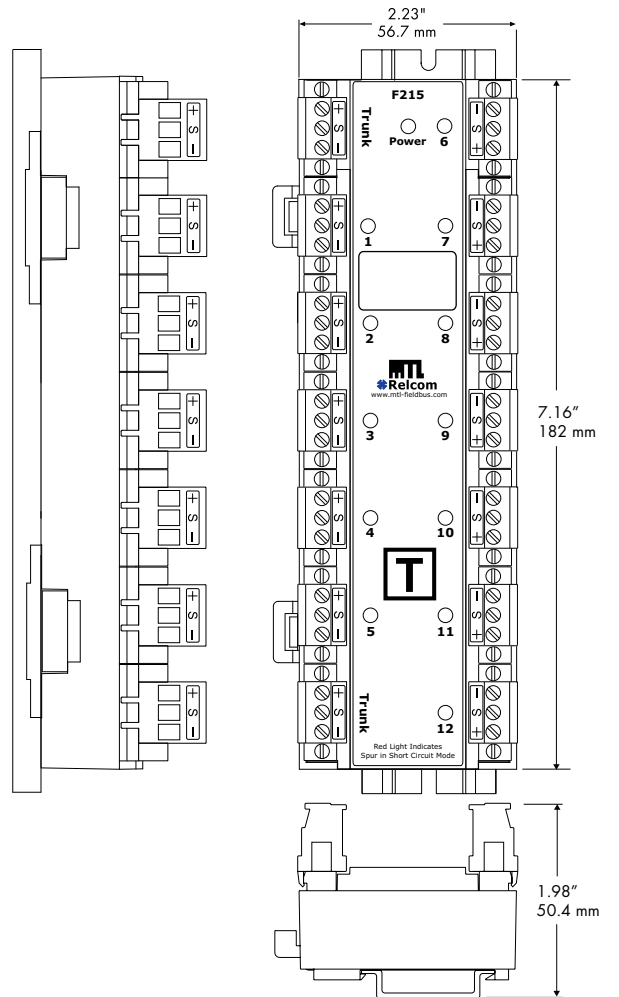 2.23"
56.7 mm
F215
Trunk
Power
6
+ S −
− S +
1
7
+ S −
+ S −
− S +
2
8
+ S −
+ S −
− S +
MTL
Relcom
www.mtl-fieldbus.com
3
9
+ S −
+ S −
− S +
7.16"
182 mm
4
10
+ S −
+ S −
− S +
T
5
11
+ S −
+ S −
− S +
Trunk
12
+ S −
+ S −
− S +
Red Light Indicates
Spur in Short Circuit Mode
+ S −
+ S −
− S +
1.98"
50.4 mm